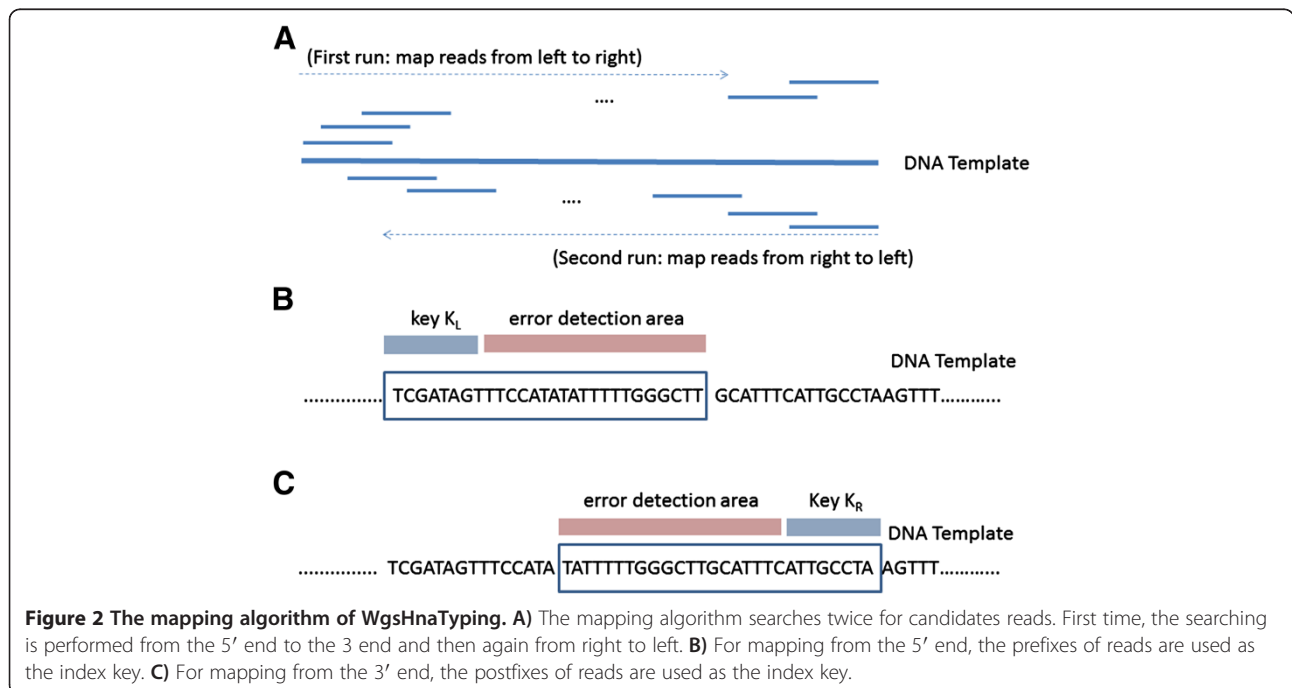 A
(First run: map reads from left to right)
....
DNA Template
....
(Second run: map reads from right to left)
B
key KL error detection area
DNA Template
............... TCGATAGTTTCCATATATTTTTGGGCTT GCATTTCATTGCCTAAGTTT............
C
error detection area Key KR
DNA Template
............... TCGATAGTTTCCATA TATTTTTGGGCTTGCATTTCATTGCCTA AGTTT............
Figure 2 The mapping algorithm of WgsHnaTyping. A) The mapping algorithm searches twice for candidates reads. First time, the searching
is performed from the 5′ end to the 3 end and then again from right to left. B) For mapping from the 5′ end, the prefixes of reads are used as
the index key. C) For mapping from the 3′ end, the postfixes of reads are used as the index key.